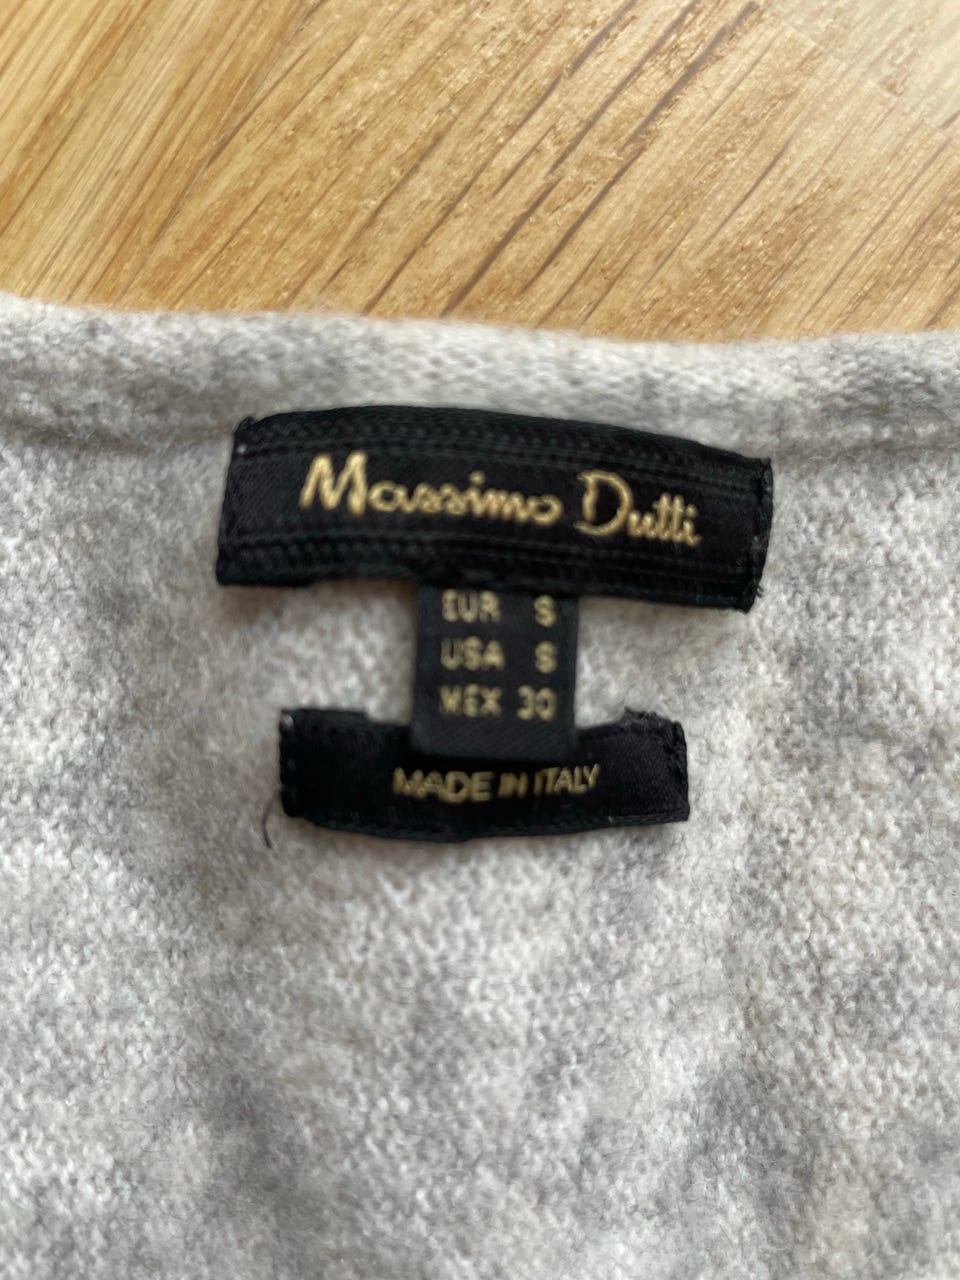 Massimo Dutti
EUR S
USA S
MEX 30
MADE IN ITALY